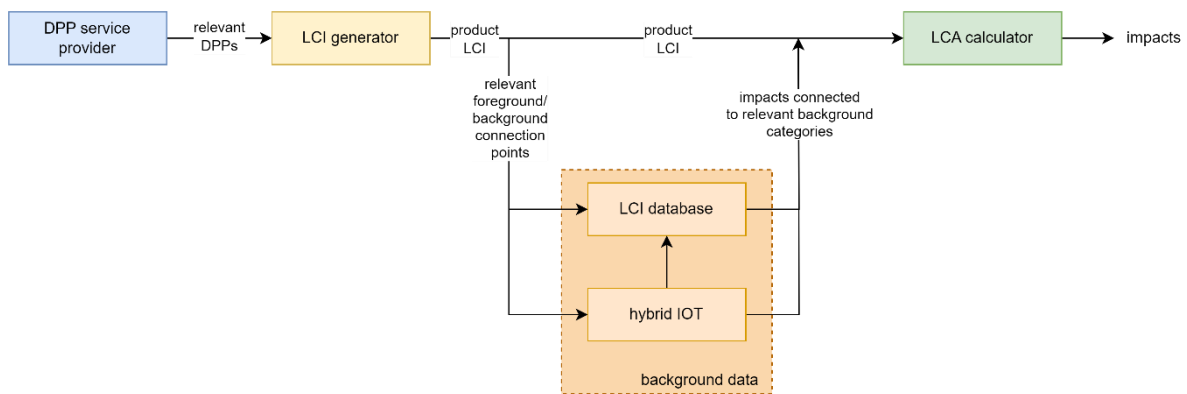 DPP service
provider
relevant
DPPs
LCI generator
product
LCI
product
LCI
LCA calculator
impacts
relevant
foreground/
background
connection
points
impacts connected
to relevant background
categories
LCI database
hybrid IOT
background data